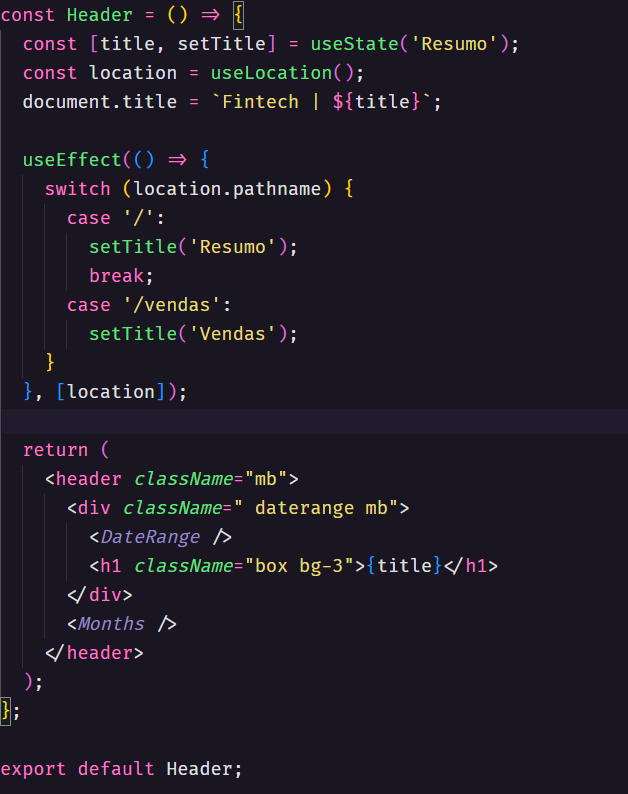 const Header = () => {
  const [title, setTitle] = useState('Resumo');
  const location = useLocation();
  document.title = `Fintech | ${title}`;

  useEffect(() => {
    switch (location.pathname) {
      case '/':
        setTitle('Resumo');
        break;
      case '/vendas':
        setTitle('Vendas');
    }
  }, [location]);

  return (
    <header className="mb">
      <div className=" daterange mb">
        <DateRange />
        <h1 className="box bg-3">{title}</h1>
      </div>
      <Months />
    </header>
  );
};

export default Header;